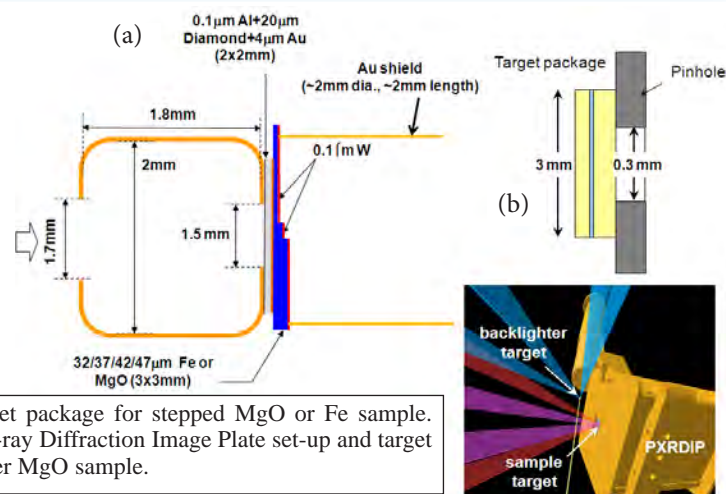 (a)
0.1μm Al+20μm
Diamond+4μm Au
(2x2mm)
Au shield
(~2mm dia., ~2mm length)
1.8mm
2mm
0.1∫m W
1.7mm
1.5mm
32/37/42/47μm Fe or
MgO (3x3mm)
Target package
Pinhole
3 mm
0.3 mm
(b)
backlighter
target
sample
target
PXRDIP
et package for stepped MgO or Fe sample.
-ray Diffraction Image Plate set-up and target
er MgO sample.